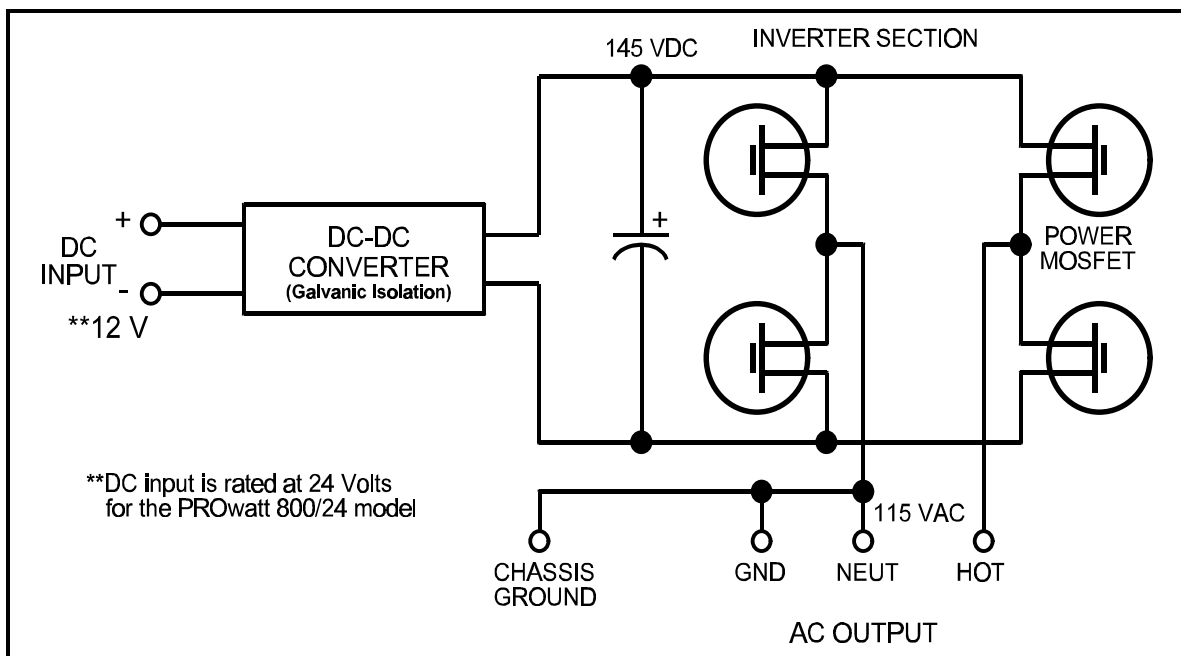 145 VDC
INVERTER SECTION
+
DC
INPUT
-
**12 V
DC-DC
CONVERTER
(Galvanic Isolation)
+
POWER
MOSFET
**DC input is rated at 24 Volts
for the PROwatt 800/24 model
115 VAC
CHASSIS
GROUND
GND
NEUT
HOT
AC OUTPUT